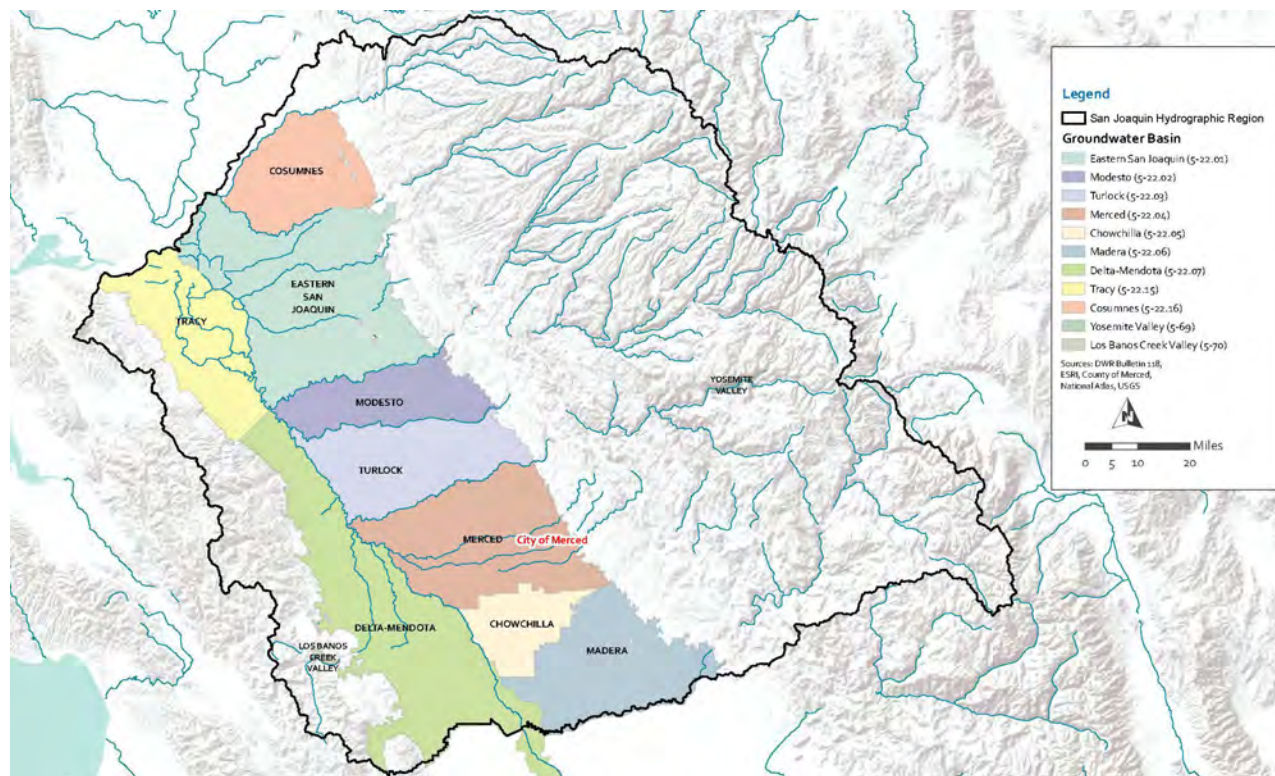 COSUMNES
EASTERN
SAN
JOAQUIN
TRACY
MODESTO
YOSEMITE
VALLEY
TURLOCK
MERCED
City of Merced
CHOWCHILLA
DELTA-MENDOTA
LOS BANOS
CREEK
VALLEY
MADERA
Legend
San Joaquin Hydrographic Region
Groundwater Basin
Eastern San Joaquin (5-22.01)
Modesto (5-22.02)
Turlock (5-22.03)
Merced (5-22.04)
Chowchilla (5-22.05)
Madera (5-22.06)
Delta-Mendota (5-22.07)
Tracy (5-22.15)
Cosumnes (5-22.16)
Yosemite Valley (5-69)
Los Banos Creek Valley (5-70)
Sources: DWR Bulletin 118,
ESRI, County of Merced,
National Atlas, USGS
N
Miles
0 5 10 20